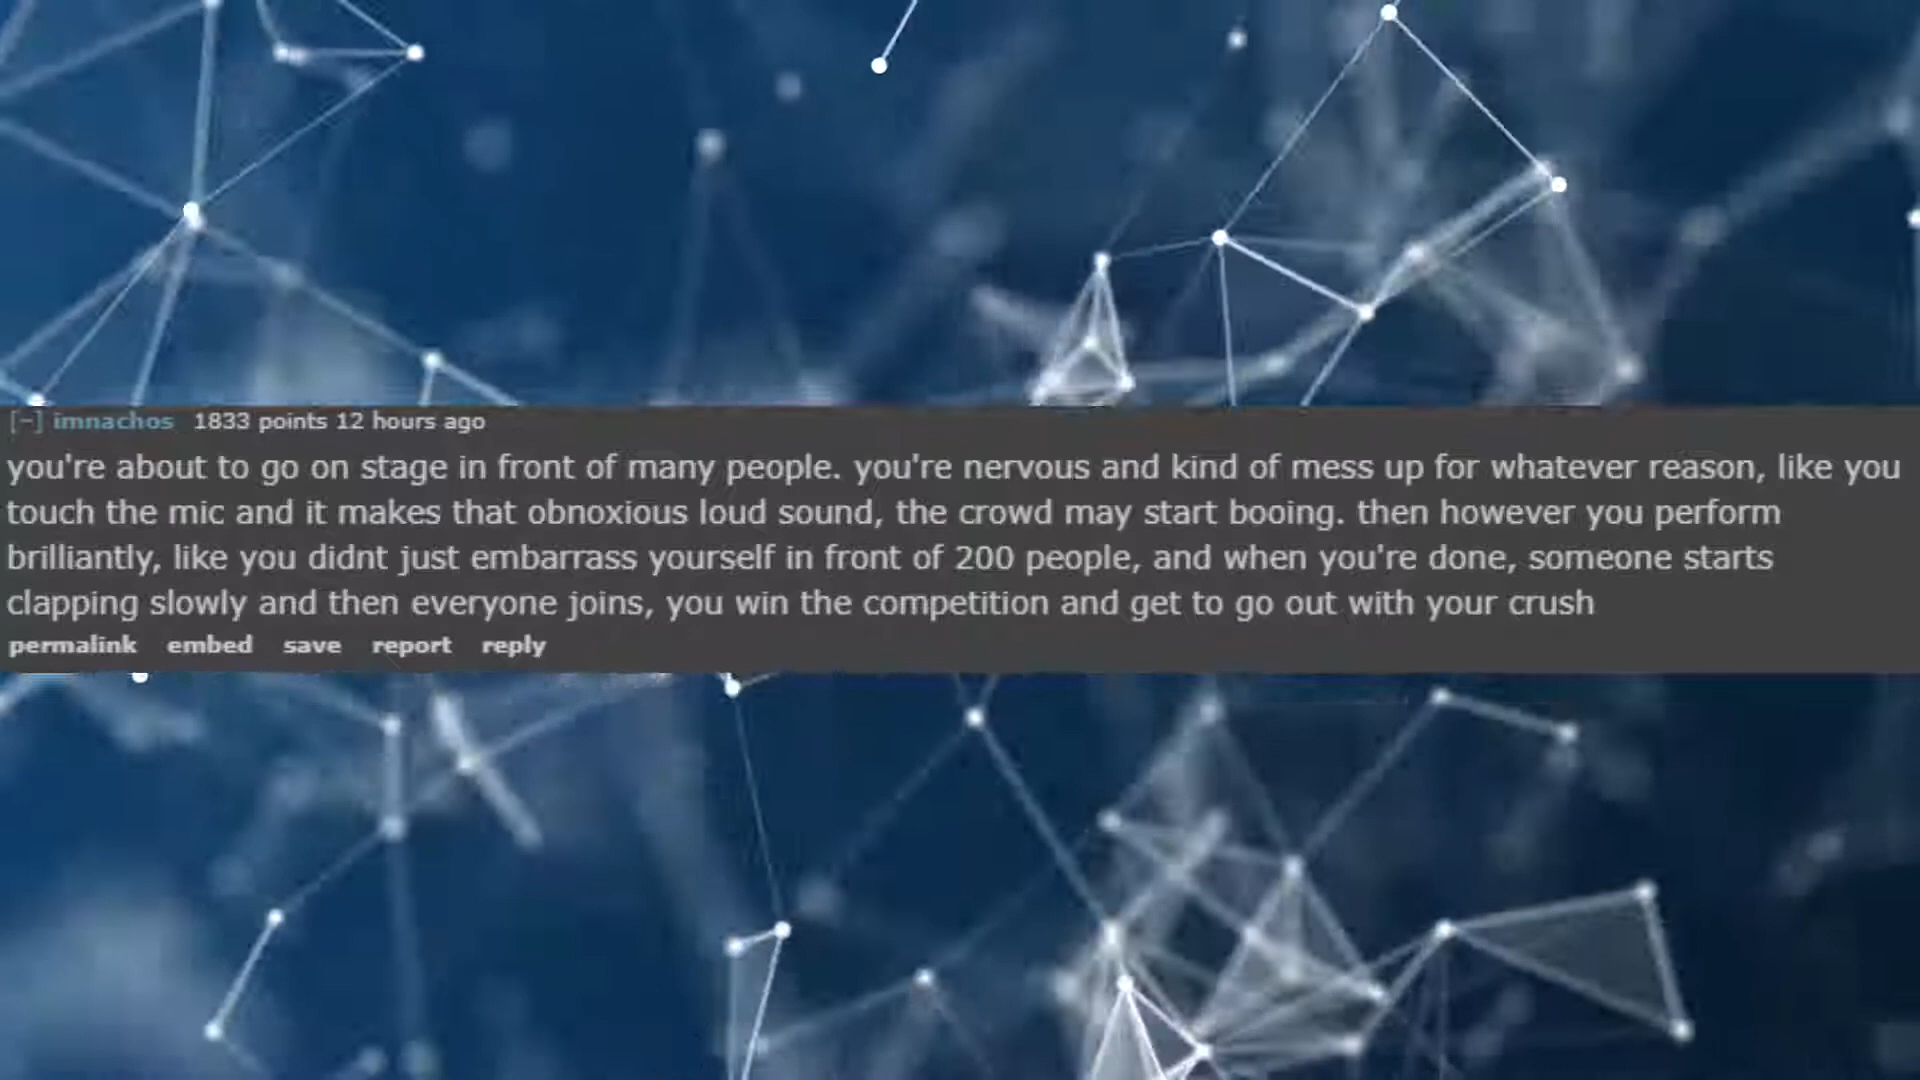 [–] imnachos 1833 points 12 hours ago
you're about to go on stage in front of many people. you're nervous and kind of mess up for whatever reason, like you
touch the mic and it makes that obnoxious loud sound, the crowd may start booing. then however you perform
brilliantly, like you didnt just embarrass yourself in front of 200 people, and when you're done, someone starts
clapping slowly and then everyone joins, you win the competition and get to go out with your crush
permalink embed save report reply